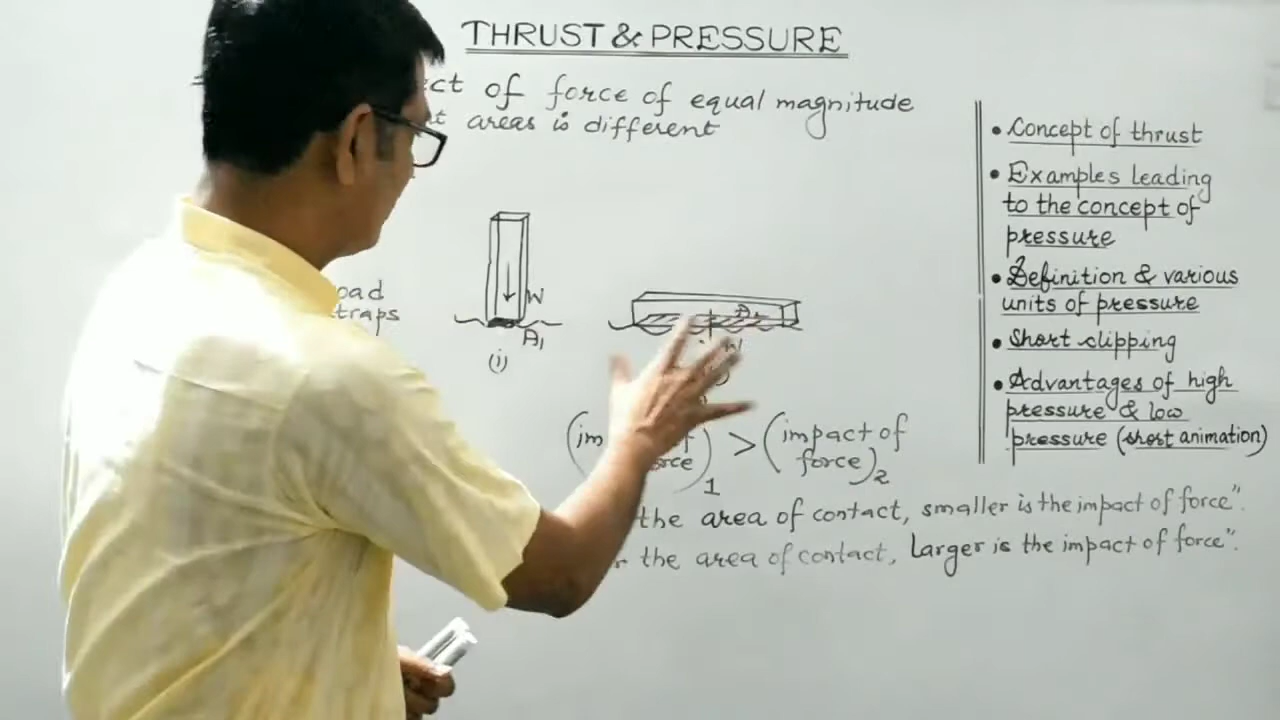 THRUST & PRESSURE
of force of equal magnitude
areas is different
W
A₁
(i)
(impact of
force)₂
>
1
the area of contact, smaller is the impact of force".
the area of contact, Larger is the impact of force".
• Concept of thrust
• Examples leading
to the concept of
pressure
• Definition & various
units of pressure
• Short clipping
• Advantages of high
pressure & low
pressure (short animation)